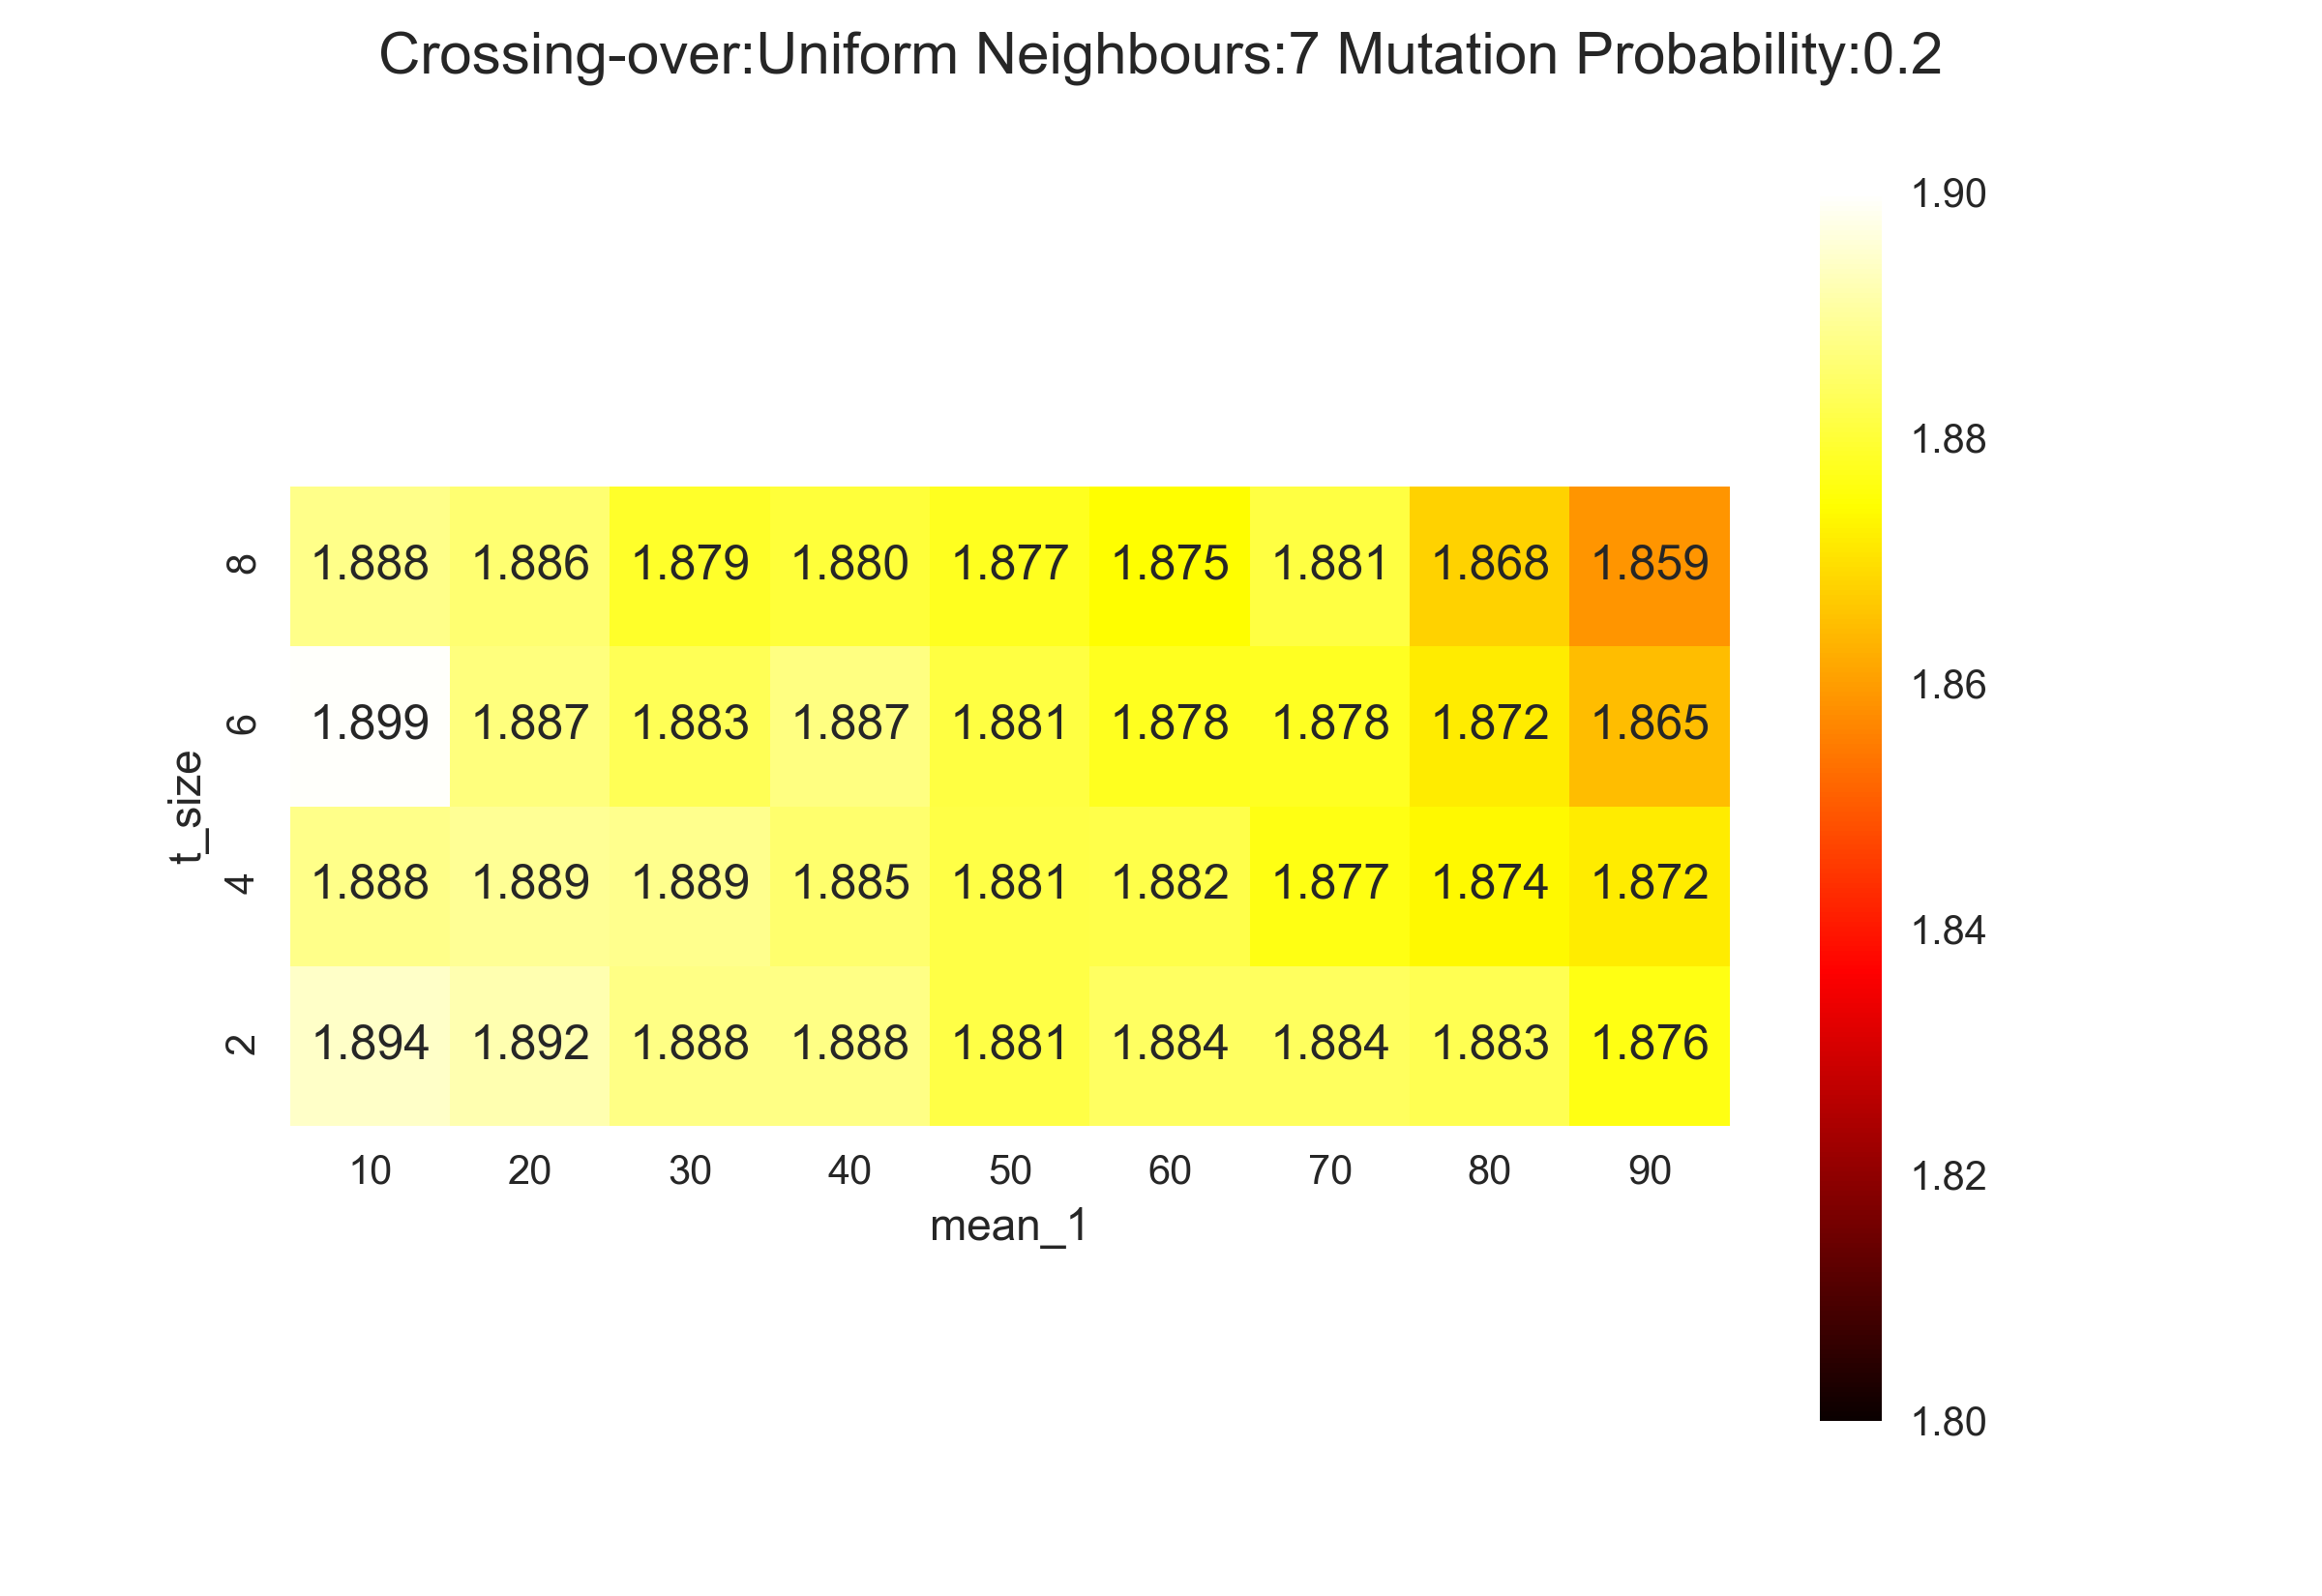 Crossing-over:Uniform Neighbours:7 Mutation Probability:0.2
t_size
8 1.888 1.886 1.879 1.880 1.877 1.875 1.881 1.868 1.859
6 1.899 1.887 1.883 1.887 1.881 1.878 1.878 1.872 1.865
4 1.888 1.889 1.889 1.885 1.881 1.882 1.877 1.874 1.872
2 1.894 1.892 1.888 1.888 1.881 1.884 1.884 1.883 1.876
10 20 30 40 50 60 70 80 90
mean_1
1.90
1.88
1.86
1.84
1.82
1.80